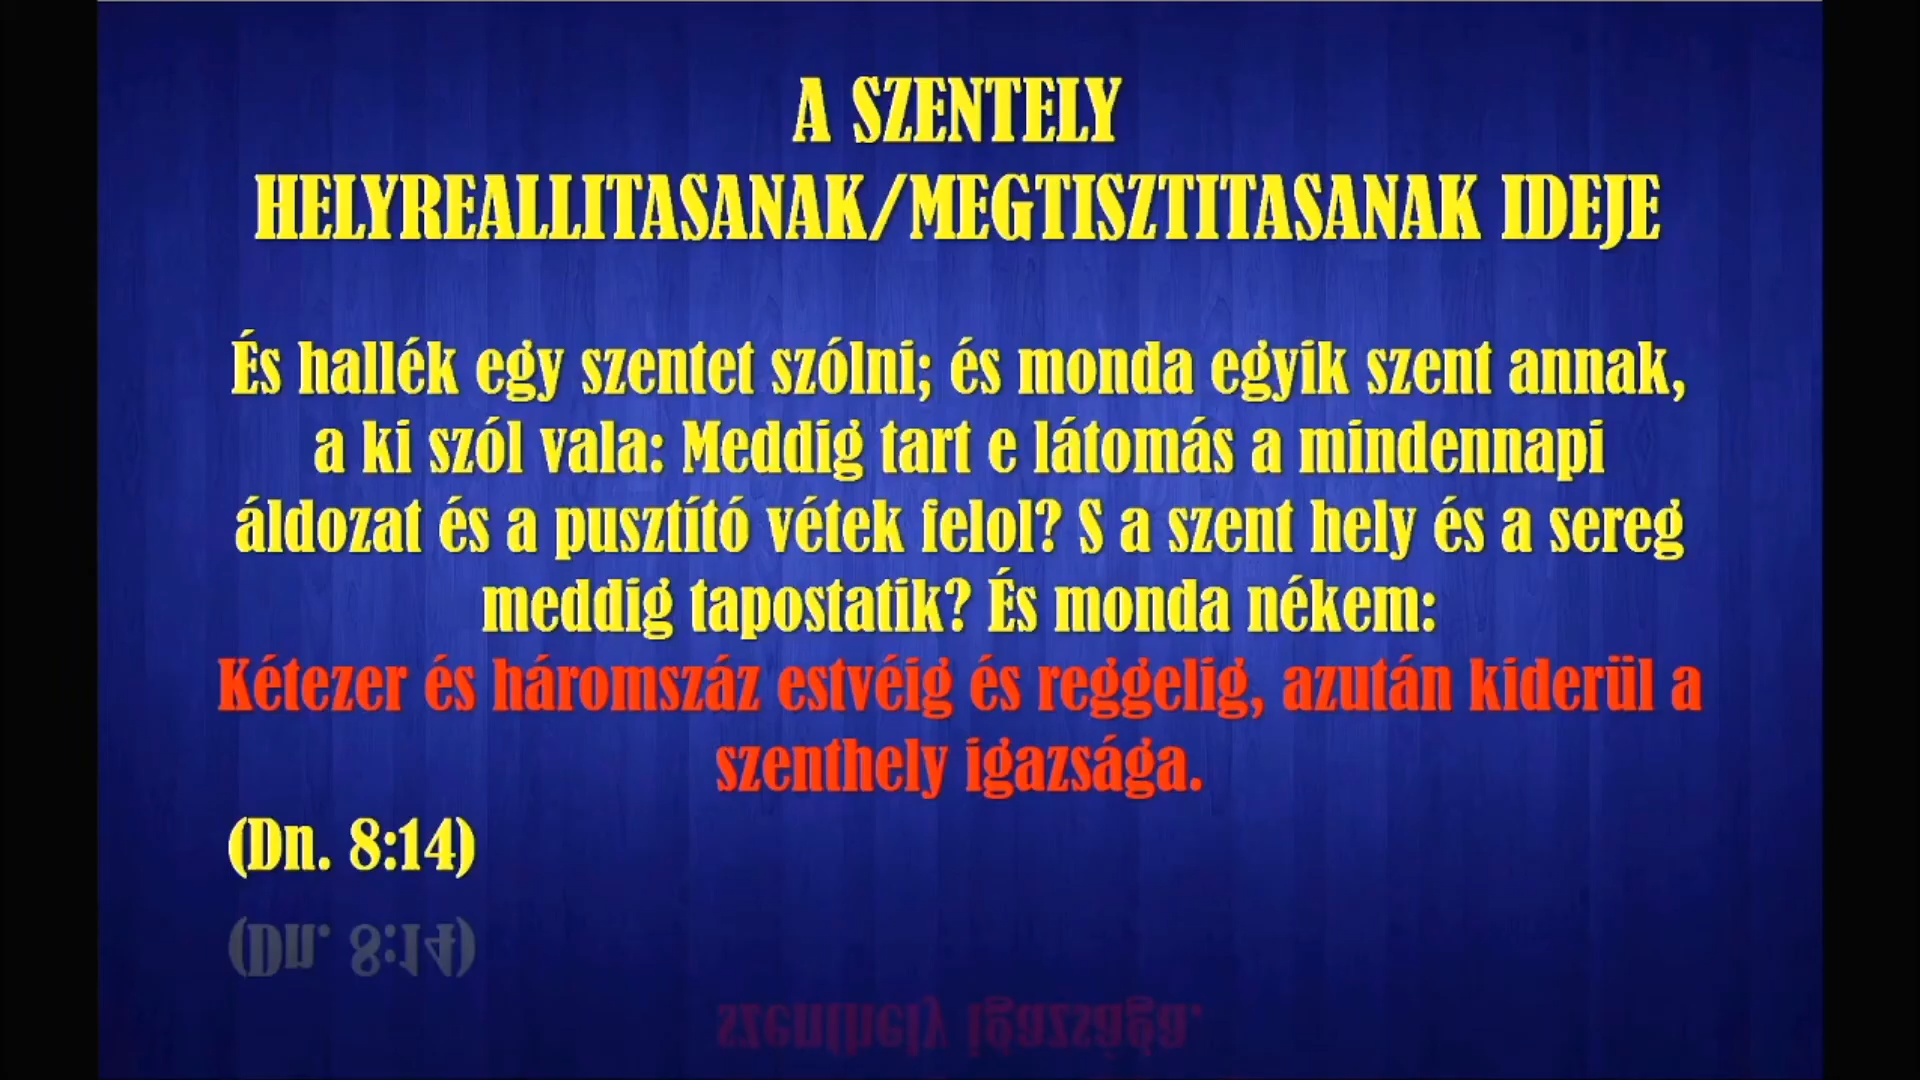 A SZENTELY
HELYREALLITASANAK/MEGTISZTITASANAK IDEJE
És hallék egy szentet szólni; és monda egyik szent annak,
a ki szól vala: Meddig tart e látomás a mindennapi
áldozat és a pusztító vétek felol? S a szent hely és a sereg
meddig tapostatik? És monda nékem:
Kétezer és háromszáz estvéig és reggelig, azután kiderül a
szenthely igazsága.
(Dn. 8:14)